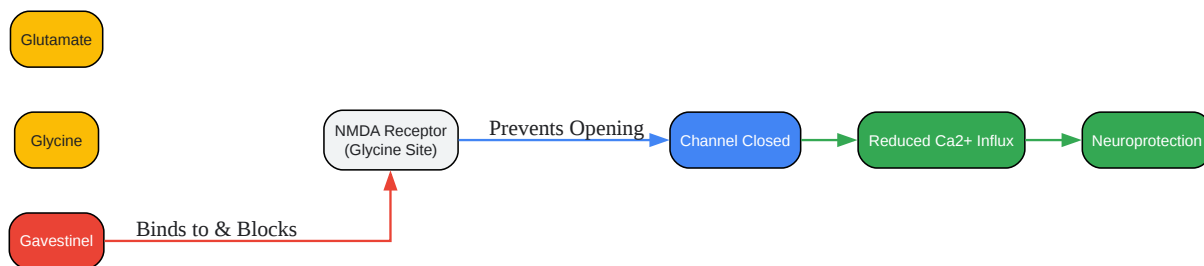 Glutamate
Glycine
NMDA Receptor
(Glycine Site)
Prevents Opening
Channel Closed
Reduced Ca2+ Influx
Neuroprotection
Gavestinel
Binds to & Blocks